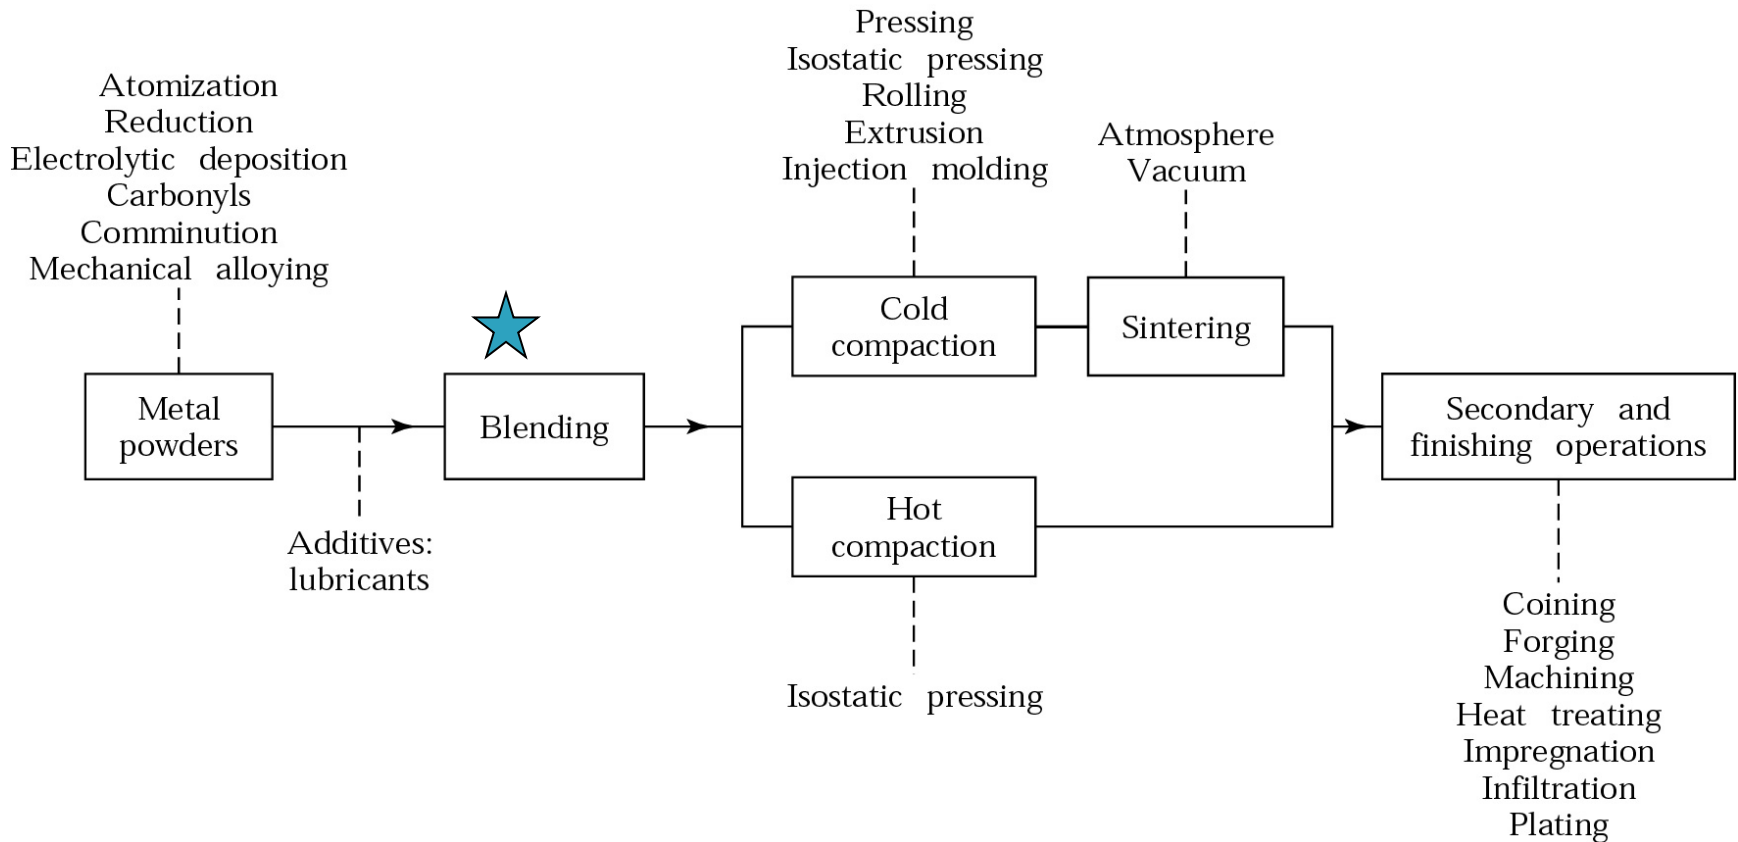 Atomization
Reduction
Electrolytic deposition
Carbonyls
Comminution
Mechanical alloying
Metal
powders
Additives:
lubricants
Blending
Pressing
Isostatic pressing
Rolling
Extrusion
Injection molding
Cold
compaction
Atmosphere
Vacuum
Sintering
Hot
compaction
Isostatic pressing
Secondary and
finishing operations
Coining
Forging
Machining
Heat treating
Impregnation
Infiltration
Plating